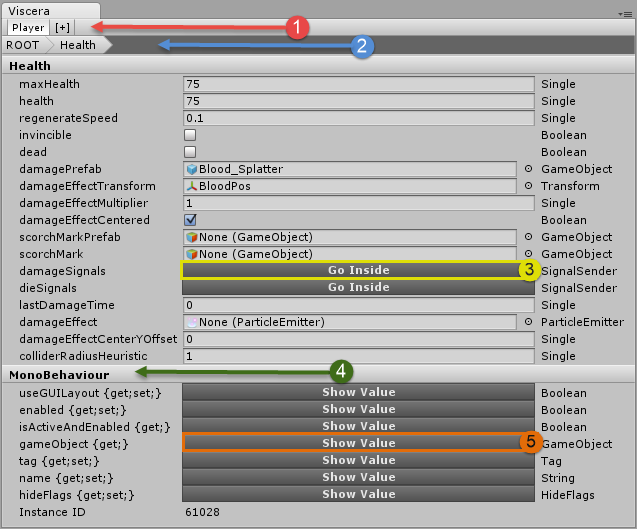 Viscera
Player [+] 1
ROOT Health 2
Health
maxHealth 75 Single
health 75 Single
regenerateSpeed 0.1 Single
invincible Boolean
dead Boolean
damagePrefab Blood_Splatter GameObject
damageEffectTransform BloodPos Transform
damageEffectMultiplier 1 Single
damageEffectCentered Boolean
scorchMarkPrefab None (GameObject) GameObject
scorchMark None (GameObject) GameObject
damageSignals Go Inside 3 SignalSender
dieSignals Go Inside SignalSender
lastDamageTime 0 Single
damageEffect None (ParticleEmitter) ParticleEmitter
damageEffectCenterYOffset 0 Single
colliderRadiusHeuristic 1 Single
MonoBehaviour 4
useGUILayout {get;set;} Show Value Boolean
enabled {get;set;} Show Value Boolean
isActiveAndEnabled {get;} Show Value Boolean
gameObject {get;} Show Value 5 GameObject
tag {get;set;} Show Value Tag
name {get;set;} Show Value String
hideFlags {get;set;} Show Value HideFlags
Instance ID 61028